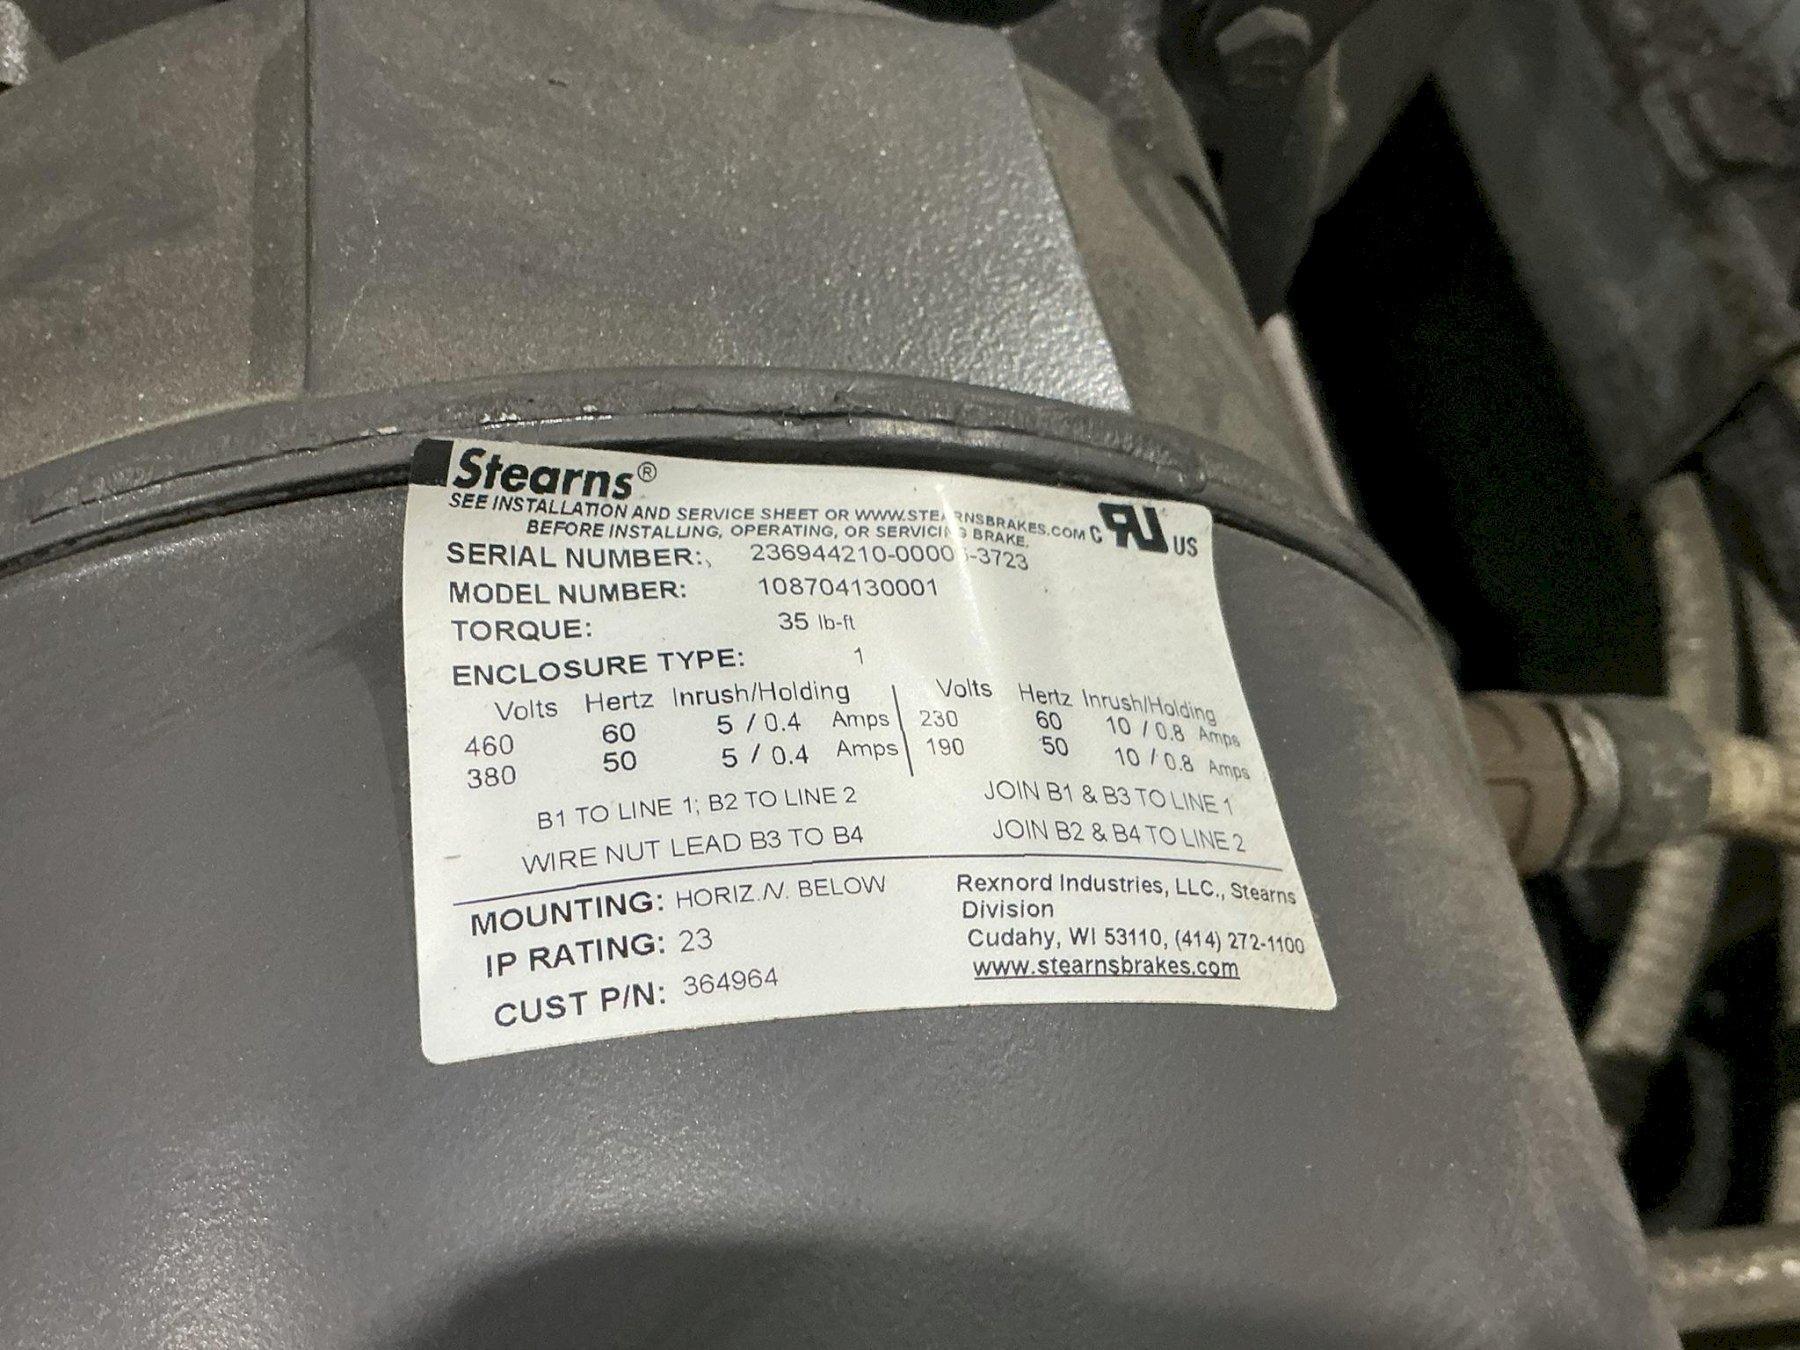 Stearns®
SEE INSTALLATION AND SERVICE SHEET OR WWW.STEARNSBRAKES.COM
BEFORE INSTALLING, OPERATING, OR SERVICING BRAKE.
C RU US
SERIAL NUMBER:
MODEL NUMBER: 108704130001
TORQUE: 35 lb-ft
ENCLOSURE TYPE: 1
Volts Hertz Inrush/Holding | Volts Hertz Inrush/Holding
460 60 5 / 0.4 Amps | 230 60 10 / 0.8 Amps
380 50 5 / 0.4 Amps | 190 50 10 / 0.8 Amps
B1 TO LINE 1; B2 TO LINE 2 JOIN B1 & B3 TO LINE 1
WIRE NUT LEAD B3 TO B4 JOIN B2 & B4 TO LINE 2
MOUNTING: HORIZ./V. BELOW
IP RATING: 23
CUST P/N: 364964
Rexnord Industries, LLC., Stearns
Division
Cudahy, WI 53110, (414) 272-1100
www.stearnsbrakes.com